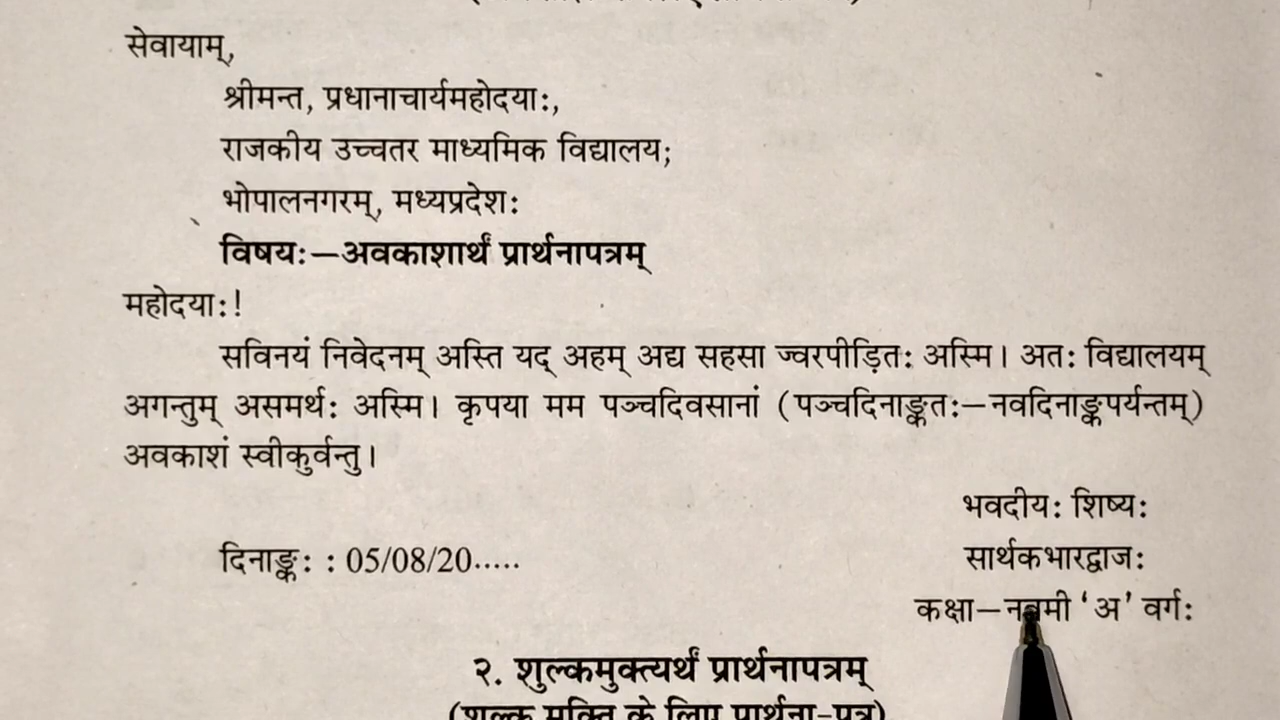 सेवायाम्,
श्रीमन्त, प्रधानाचार्यमहोदयाः,
राजकीय उच्चतर माध्यमिक विद्यालय;
भोपालनगरम्, मध्यप्रदेशः
विषयः—अवकाशार्थं प्रार्थनापत्रम्
महोदयाः!
सविनयं निवेदनम् अस्ति यद् अहम् अद्य सहसा ज्वरपीड़ितः अस्मि। अतः विद्यालयम्
अगन्तुम् असमर्थः अस्मि। कृपया मम पञ्चदिवसानां (पञ्चदिनाङ्कतः—नवदिनाङ्कपर्यन्तम्)
अवकाशं स्वीकुर्वन्तु।
भवदीयः शिष्यः
दिनाङ्कः : 05/08/20..... सार्थकभारद्वाजः
कक्षा—नवमी ‘अ’ वर्गः
२. शुल्कमुक्त्यर्थं प्रार्थनापत्रम्
(शुल्क मुक्ति के लिए प्रार्थना-पत्र)